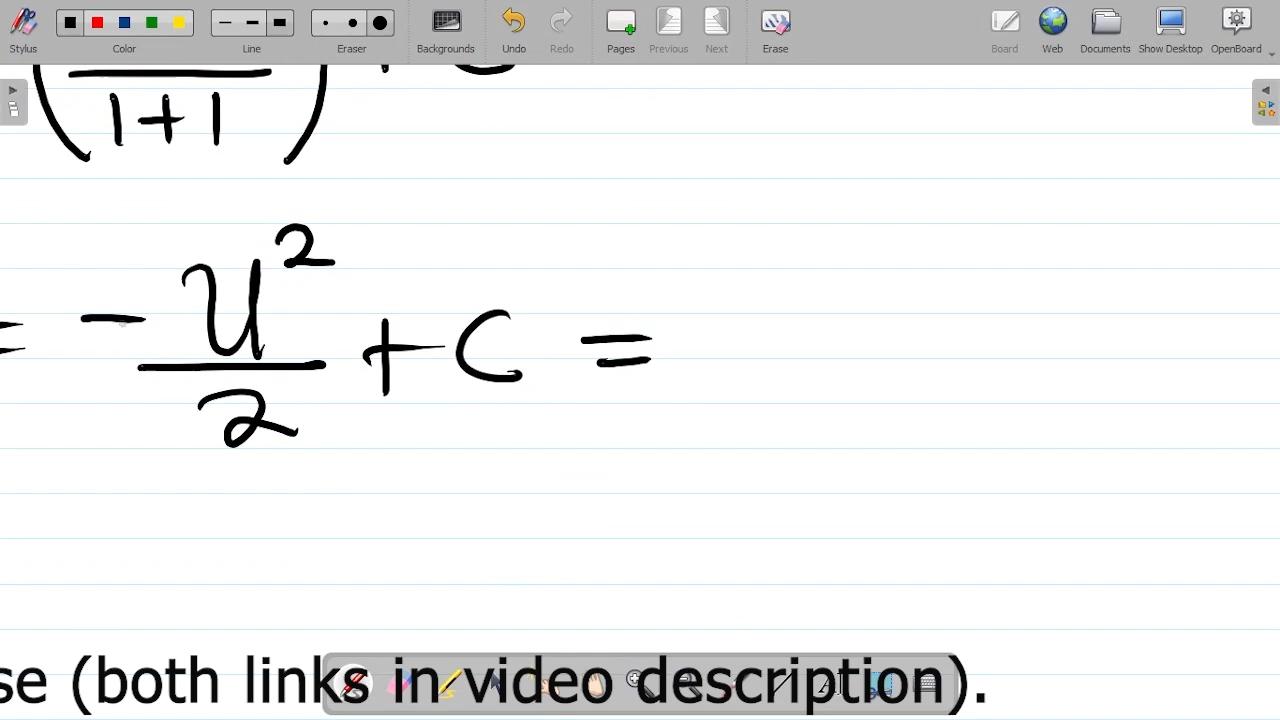 Stylus Color Line Eraser Backgrounds Undo Redo Pages Previous Next Erase Board Web Documents Show Desktop OpenBoard
1+1
= - u² / 2 + C =
se (both links in video description).